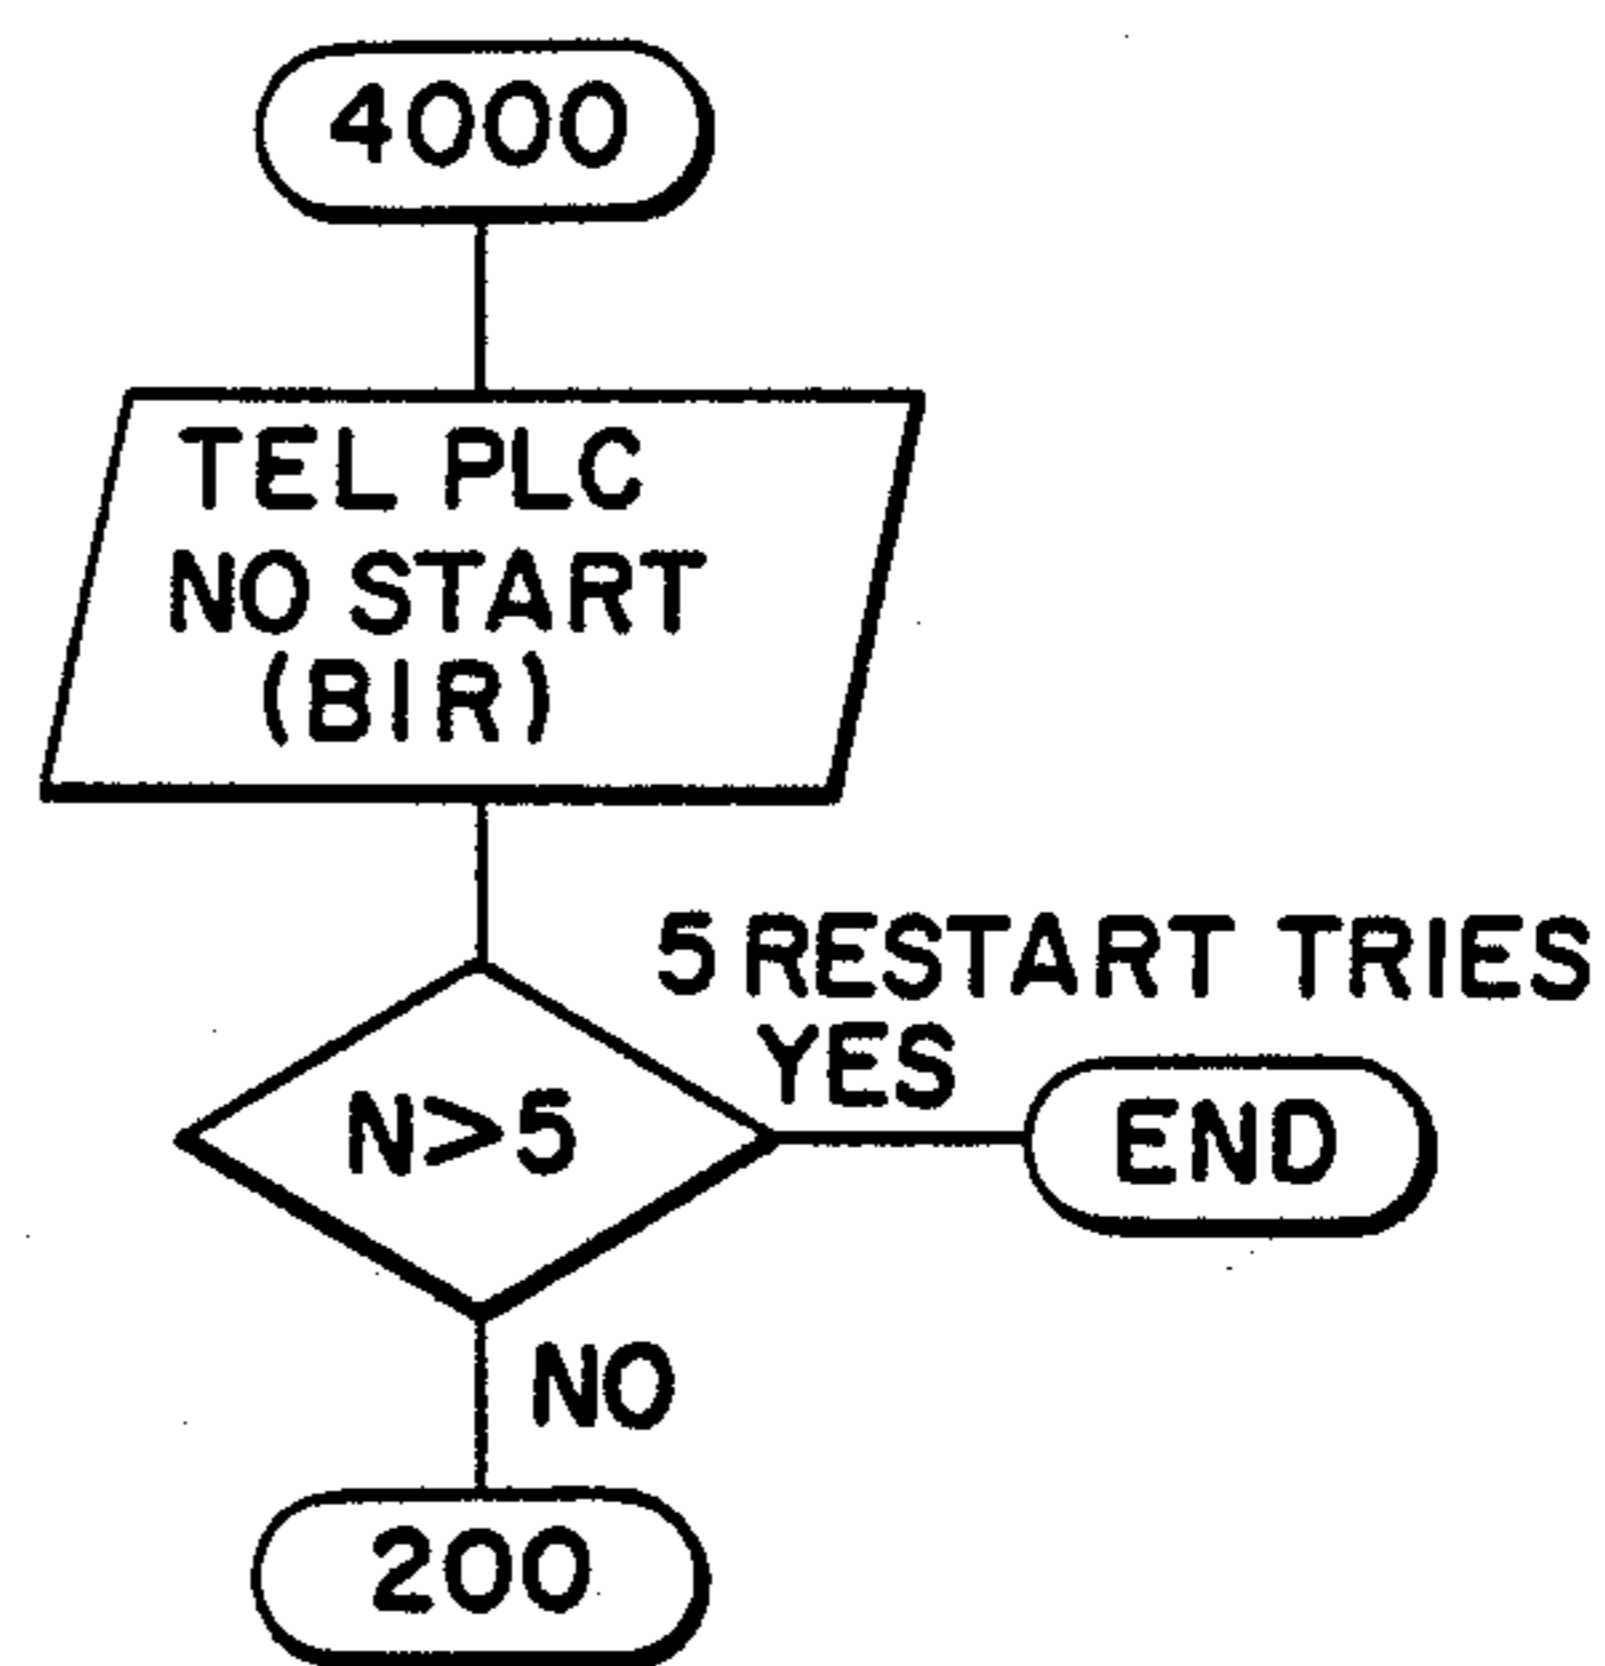 4000
TEL PLC
NO START
(BIR)
5 RESTART TRIES
YES
N>5
END
NO
200